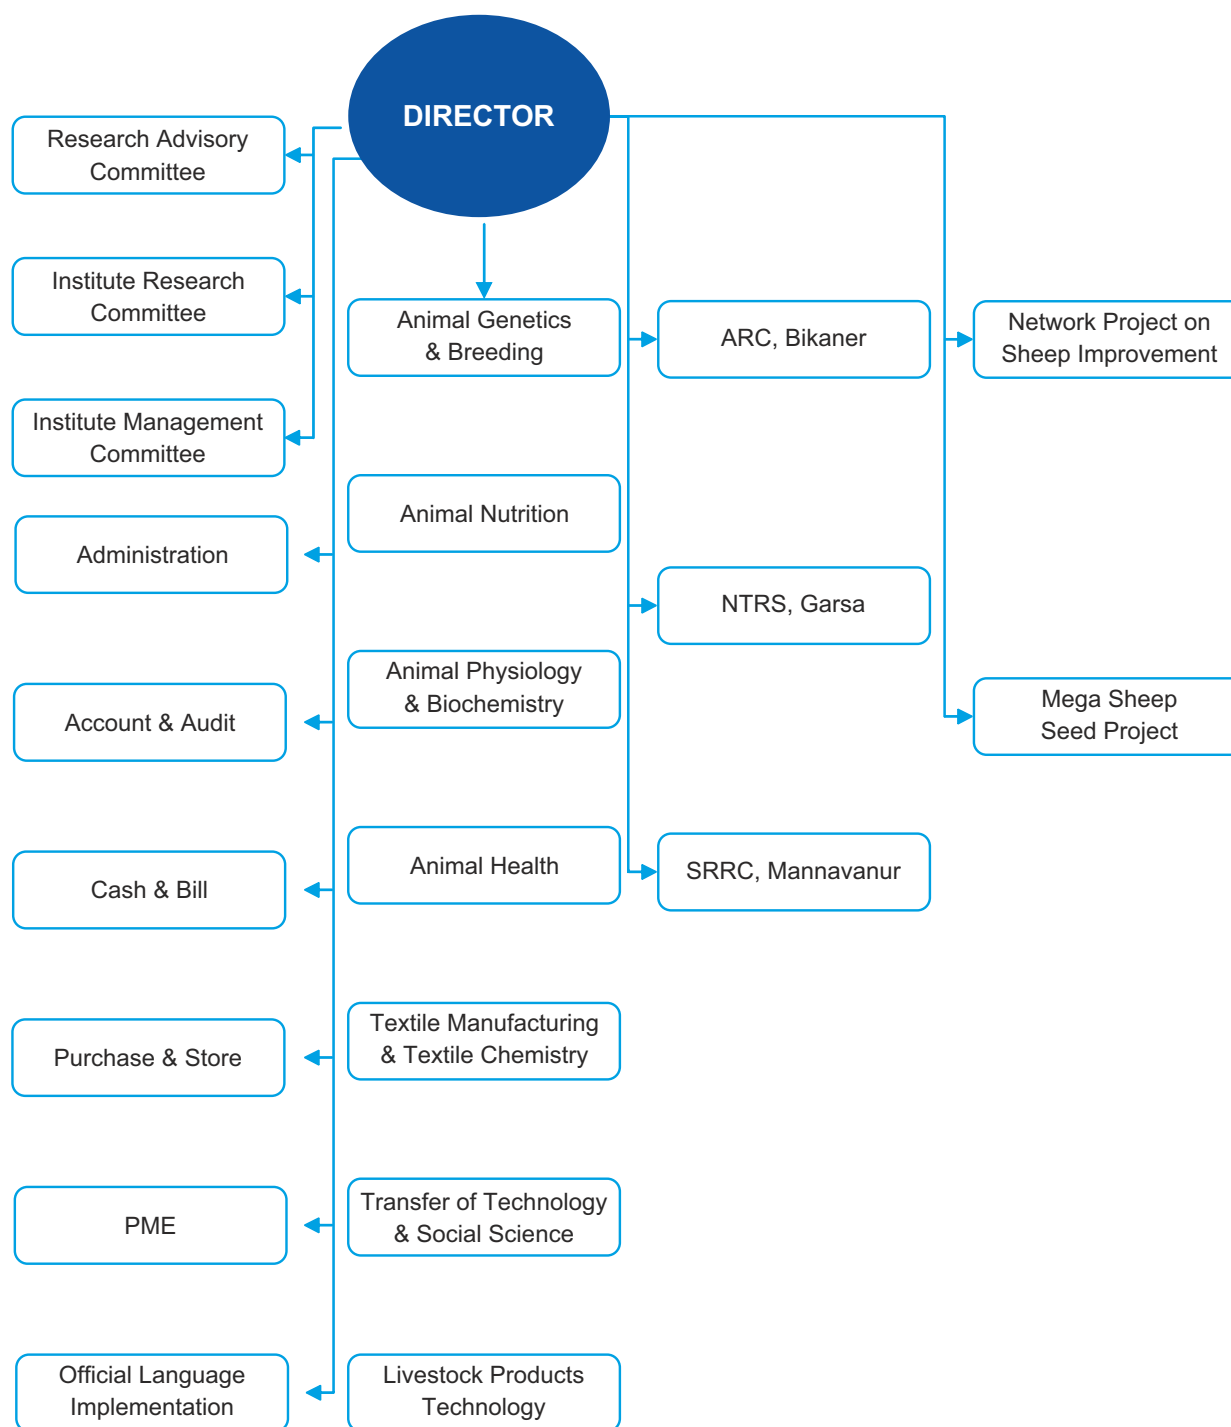 DIRECTOR
Research Advisory
Committee
Institute Research
Committee
Institute Management
Committee
Administration
Account & Audit
Cash & Bill
Purchase & Store
PME
Official Language
Implementation
Animal Genetics
& Breeding
Animal Nutrition
Animal Physiology
& Biochemistry
Animal Health
Textile Manufacturing
& Textile Chemistry
Transfer of Technology
& Social Science
Livestock Products
Technology
ARC, Bikaner
NTRS, Garsa
SRRC, Mannavanur
Network Project on
Sheep Improvement
Mega Sheep
Seed Project